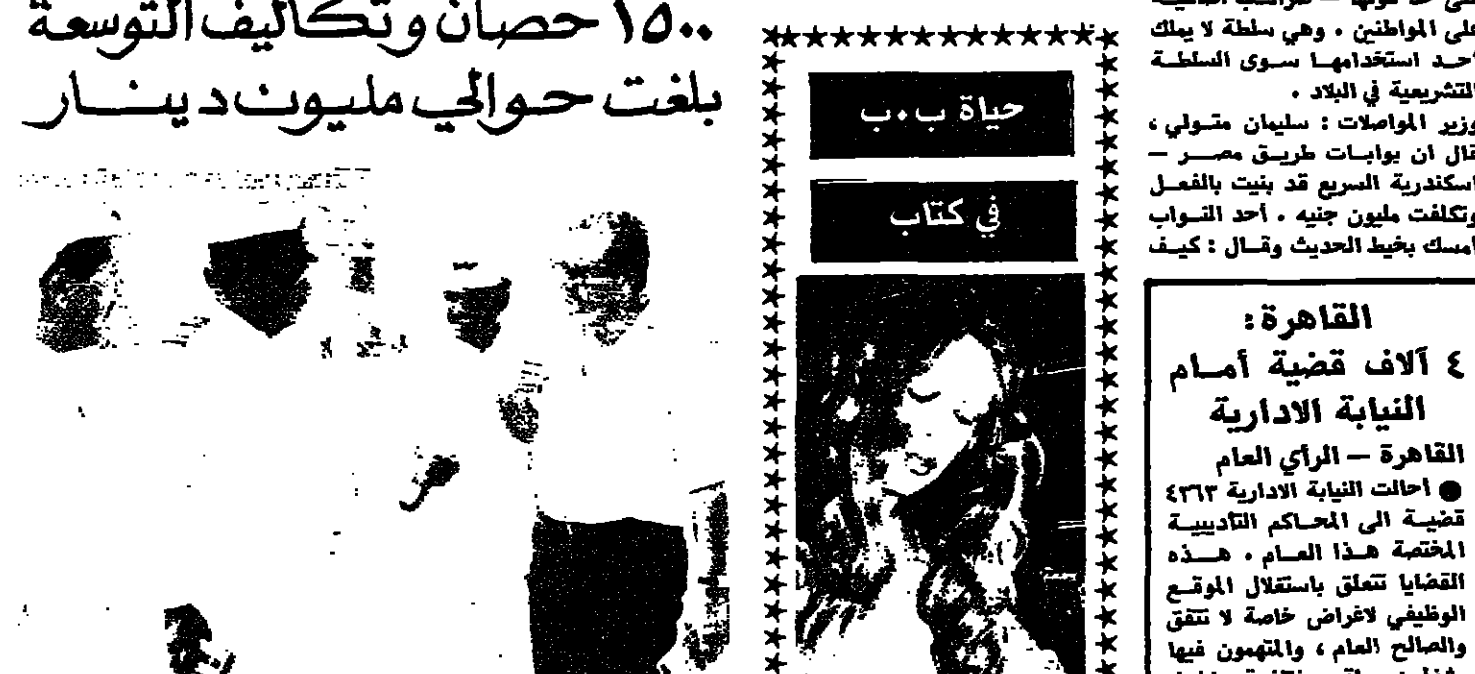 على المواطنين . وهي سلطة لا يملك
أحد استخدامها سوى السلطة
التشريعية في البلاد .
وزير المواصلات : سليمان متولي ،
قال ان بوابات طريق مصر —
اسكندرية السريع قد بنيت بالفعل
وتكلفت مليون جنيه . أحد النواب
امسك بخيط الحديث وقال : كيف
القاهرة :
٤ آلاف قضية أمام
النيابة الادارية
القاهرة — الرأي العام
● أحالت النيابة الادارية ٤٣٦٣
قضية الى المحاكم التأديبية
المختصة هذا العام . هذه
القضايا تتعلق باستغلال الموقع
الوظيفي لاغراض خاصة لا تتفق
والصالح العام ، والمتهمون فيها
حياة ب.ب
في كتاب
١٥٠٠ حصان وتكاليف التوسعة
بلغت حوالي مليون دينار